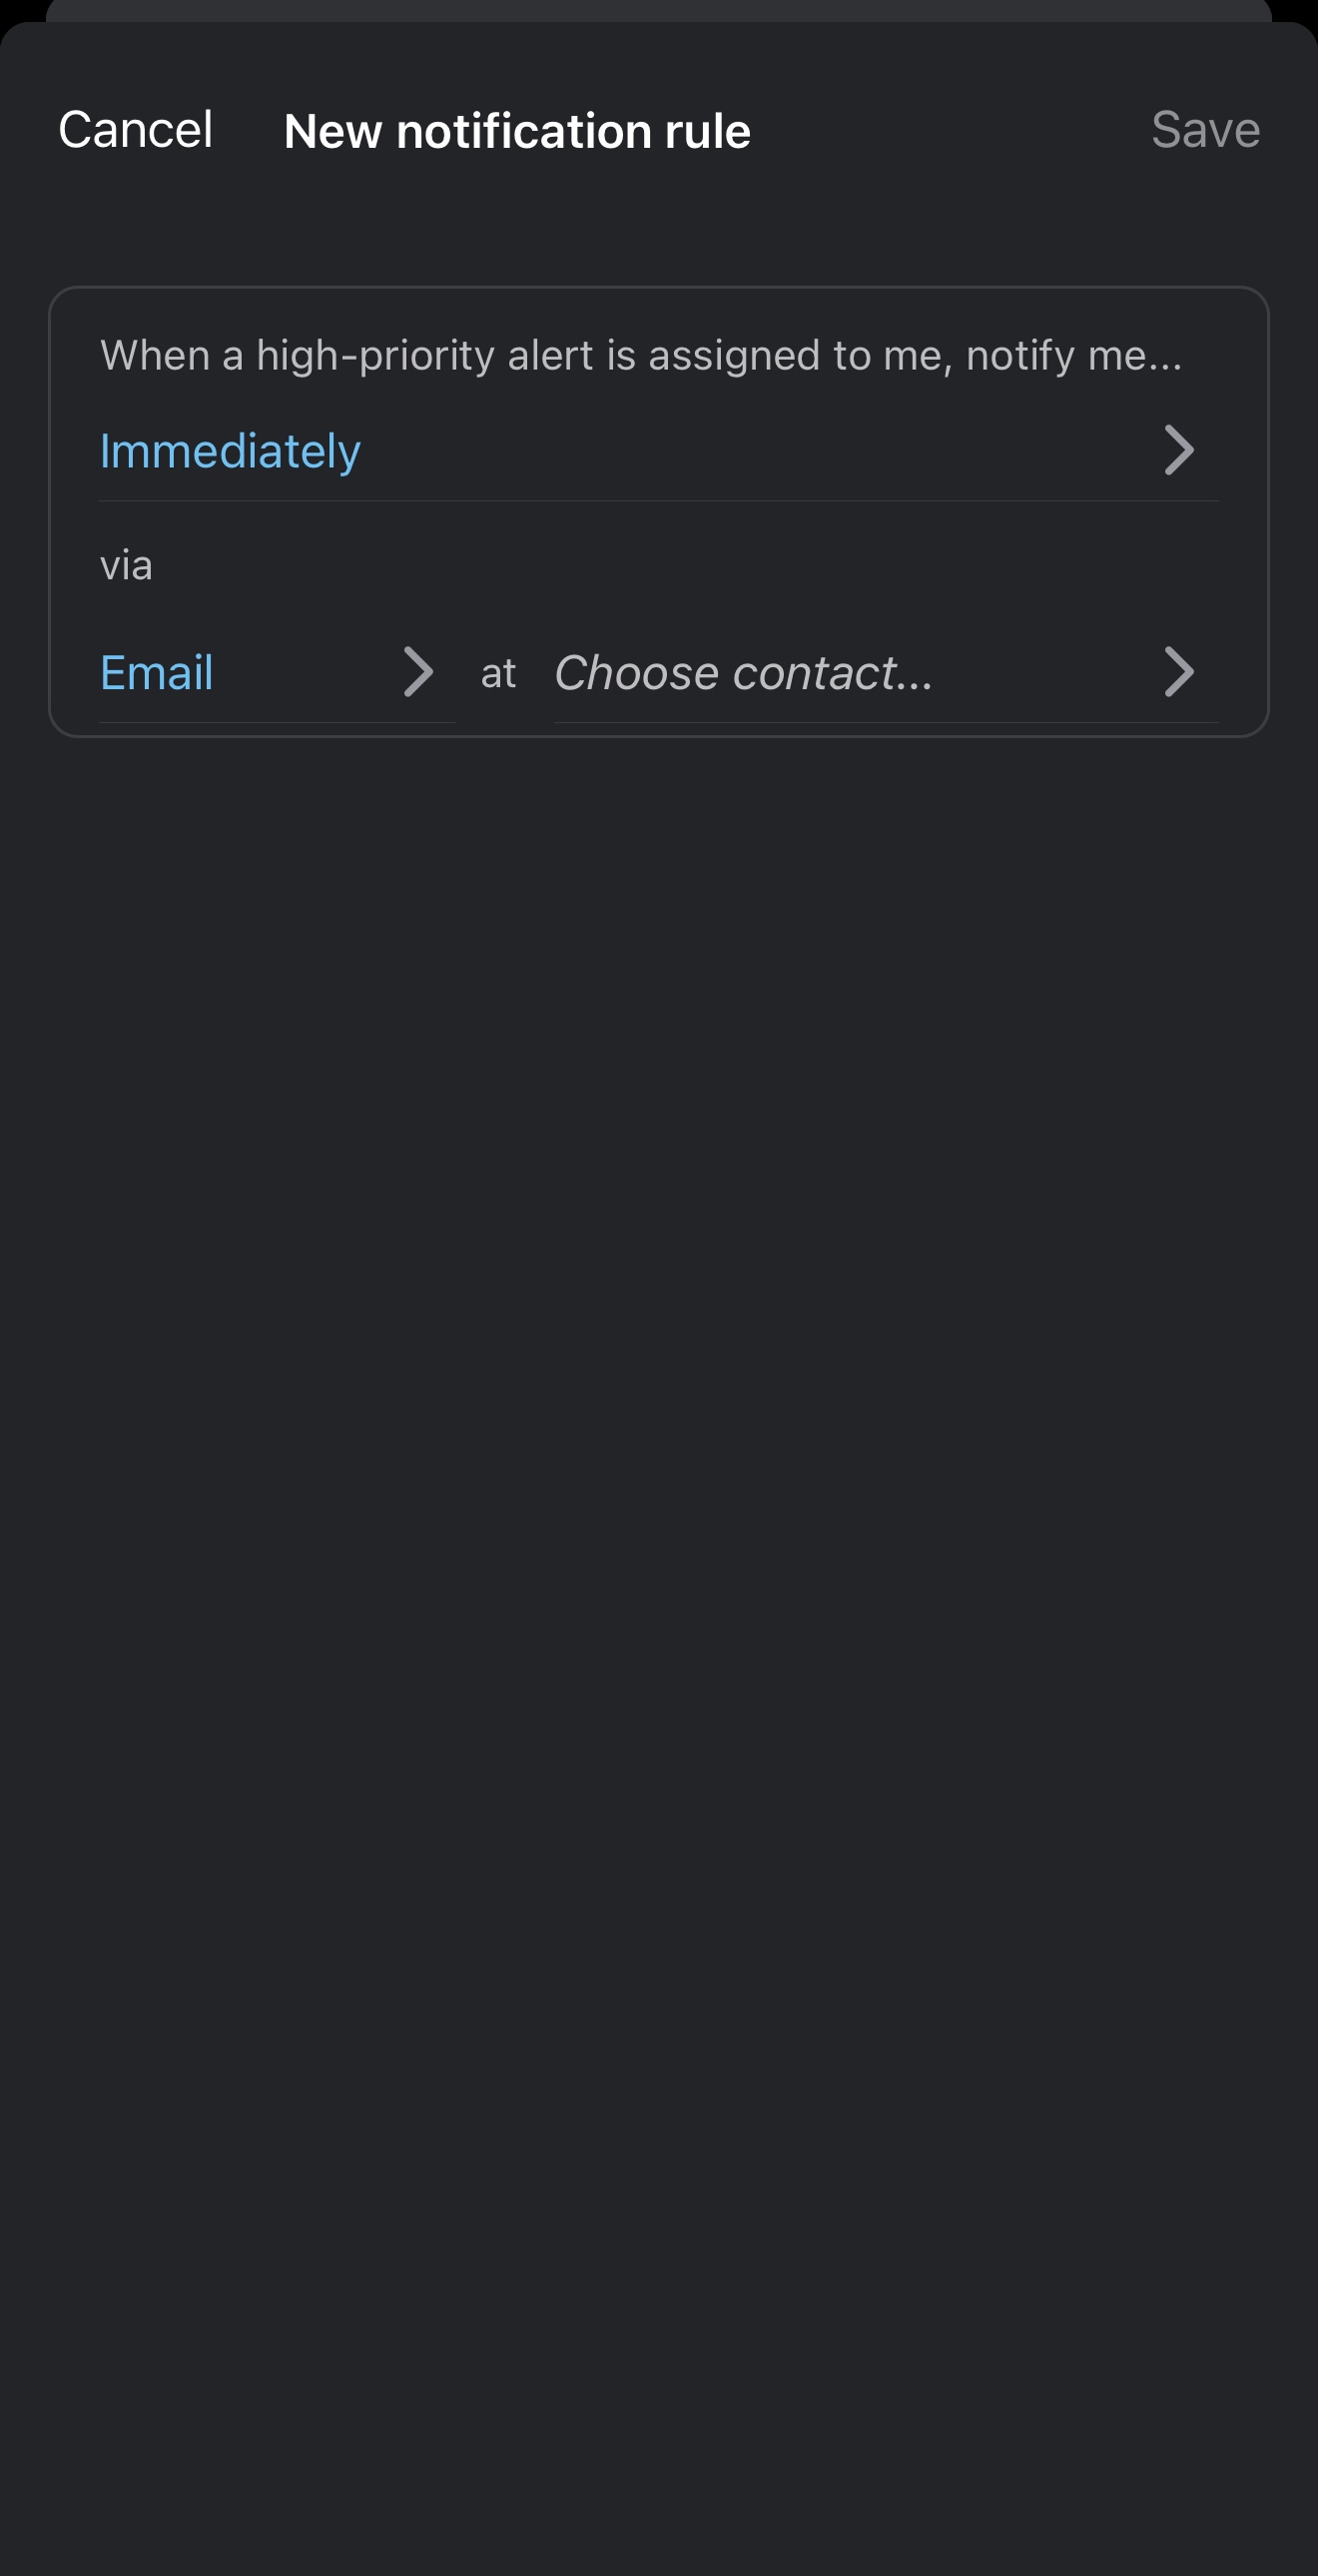 Cancel New notification rule Save
When a high-priority alert is assigned to me, notify me...
Immediately
via
Email at Choose contact...